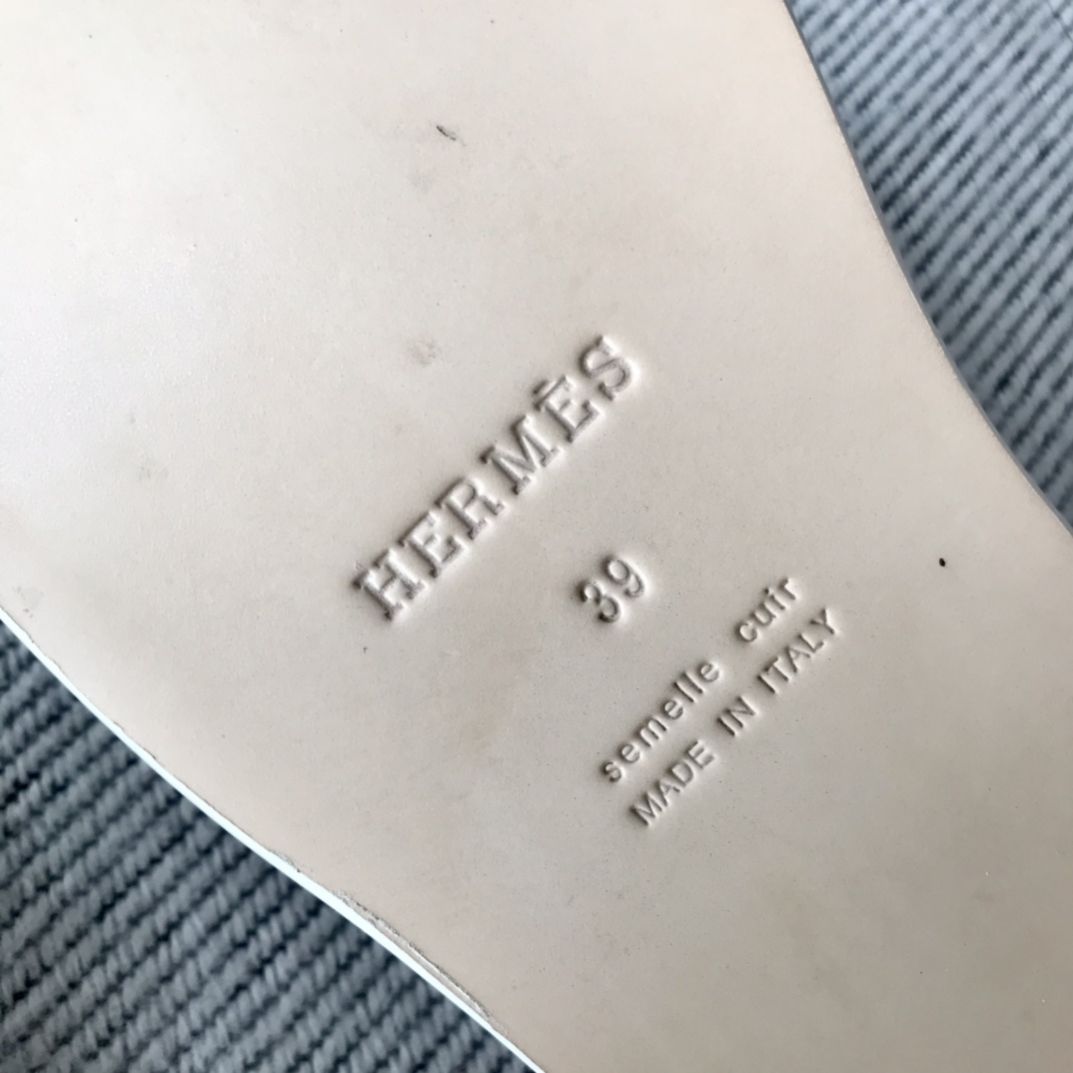 HERMÈS
39
semelle cuir
MADE IN ITALY